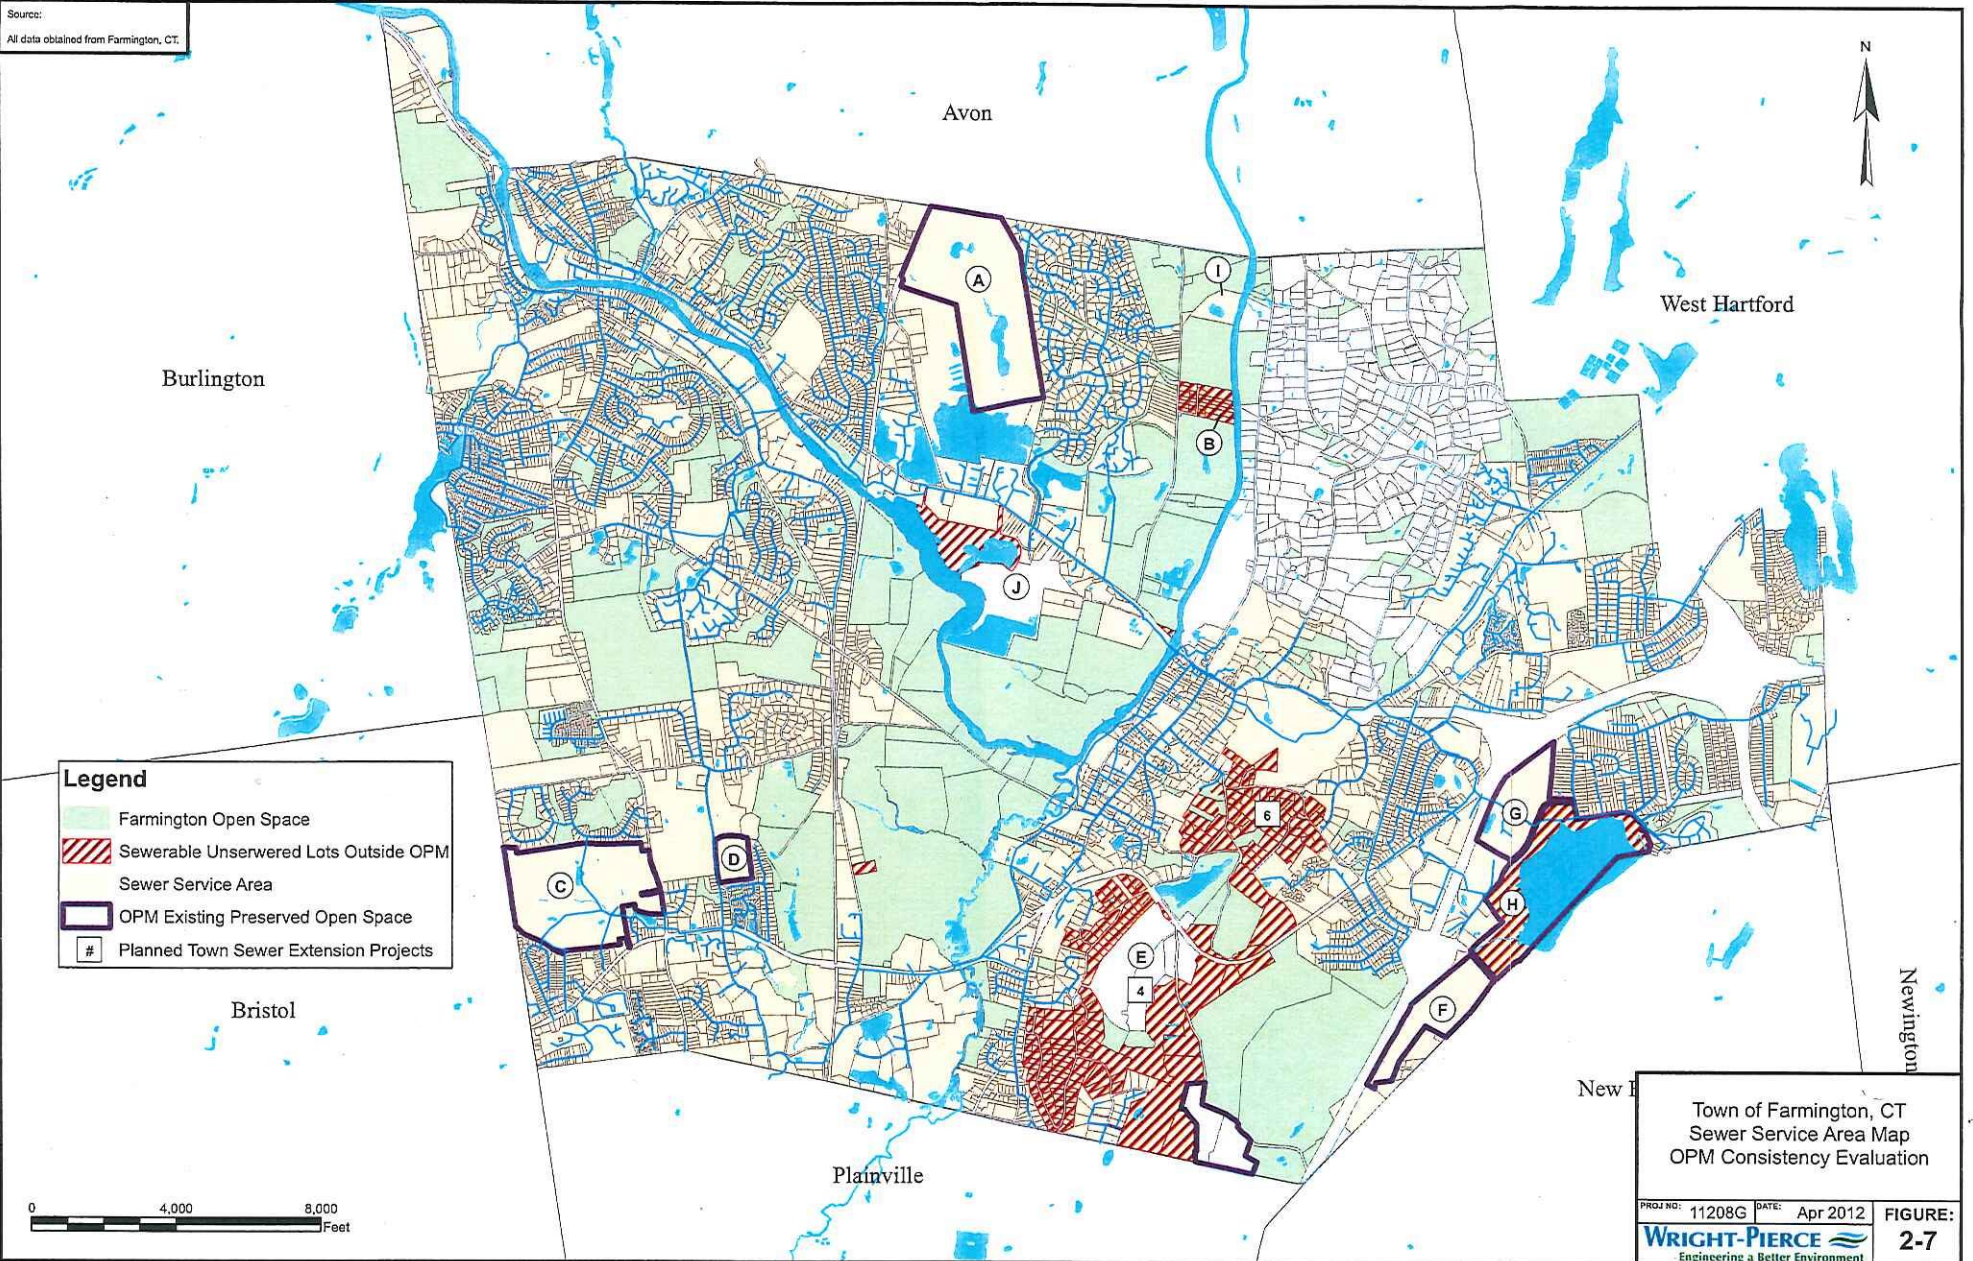 Source:
All data obtained from Farmington, CT.
N
Avon
West Hartford
Burlington
A
I
B
J
Legend
Farmington Open Space
Sewerable Unserwered Lots Outside OPM
Sewer Service Area
OPM Existing Preserved Open Space
# Planned Town Sewer Extension Projects
C
D
6
G
H
E
4
F
Bristol
Plainville
Newington
New
0 4,000 8,000
Feet
Town of Farmington, CT
Sewer Service Area Map
OPM Consistency Evaluation
PROJ NO: 11208G DATE: Apr 2012
FIGURE:
2-7
WRIGHT-PIERCE
Engineering a Better Environment